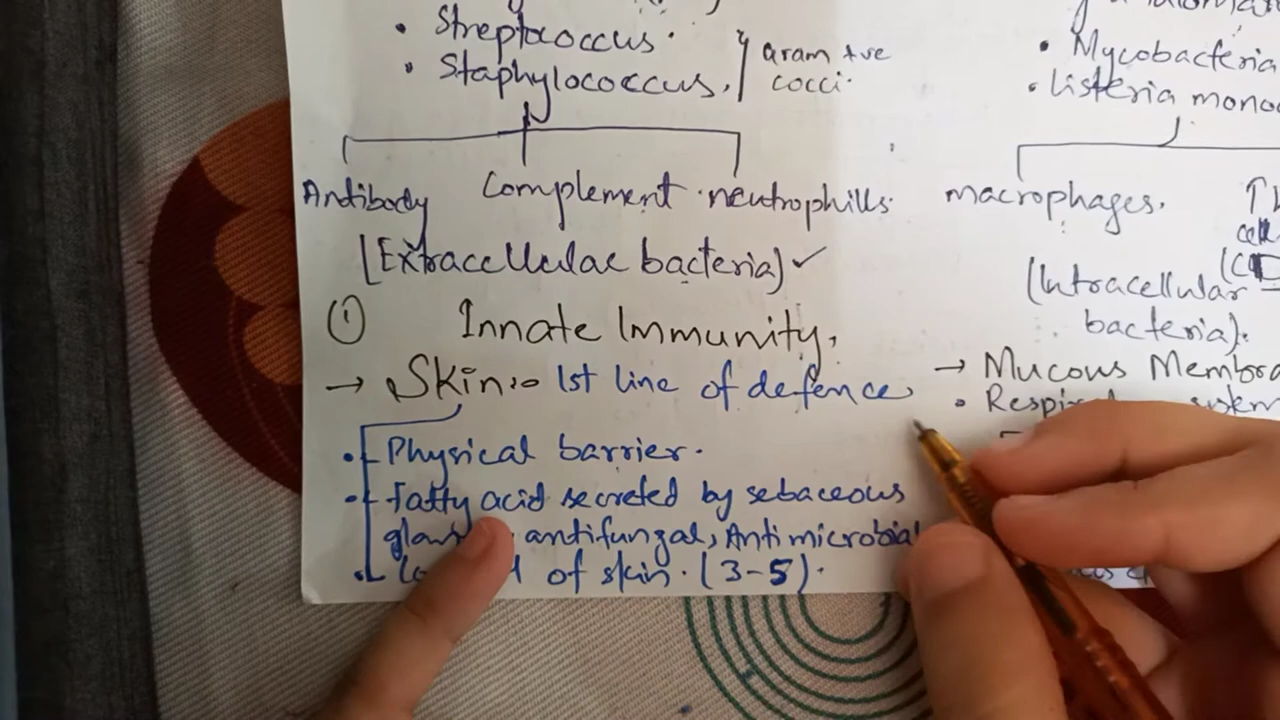 • Streptococcus.
• Staphylococcus.
Gram +ve
cocci.
Antibody Complement neutrophills.
[Extracellular bacteria] ✓
① Innate Immunity.
→ Skin:- 1st line of defence
• Physical barrier.
• Fatty acid secreted by sebaceous
antifungal, Antimicrobial
• of skin. (3-5).
• Mycobacteria
• Listeria mono
macrophages.
(Intracellular
bacteria).
→ Mucous Membra